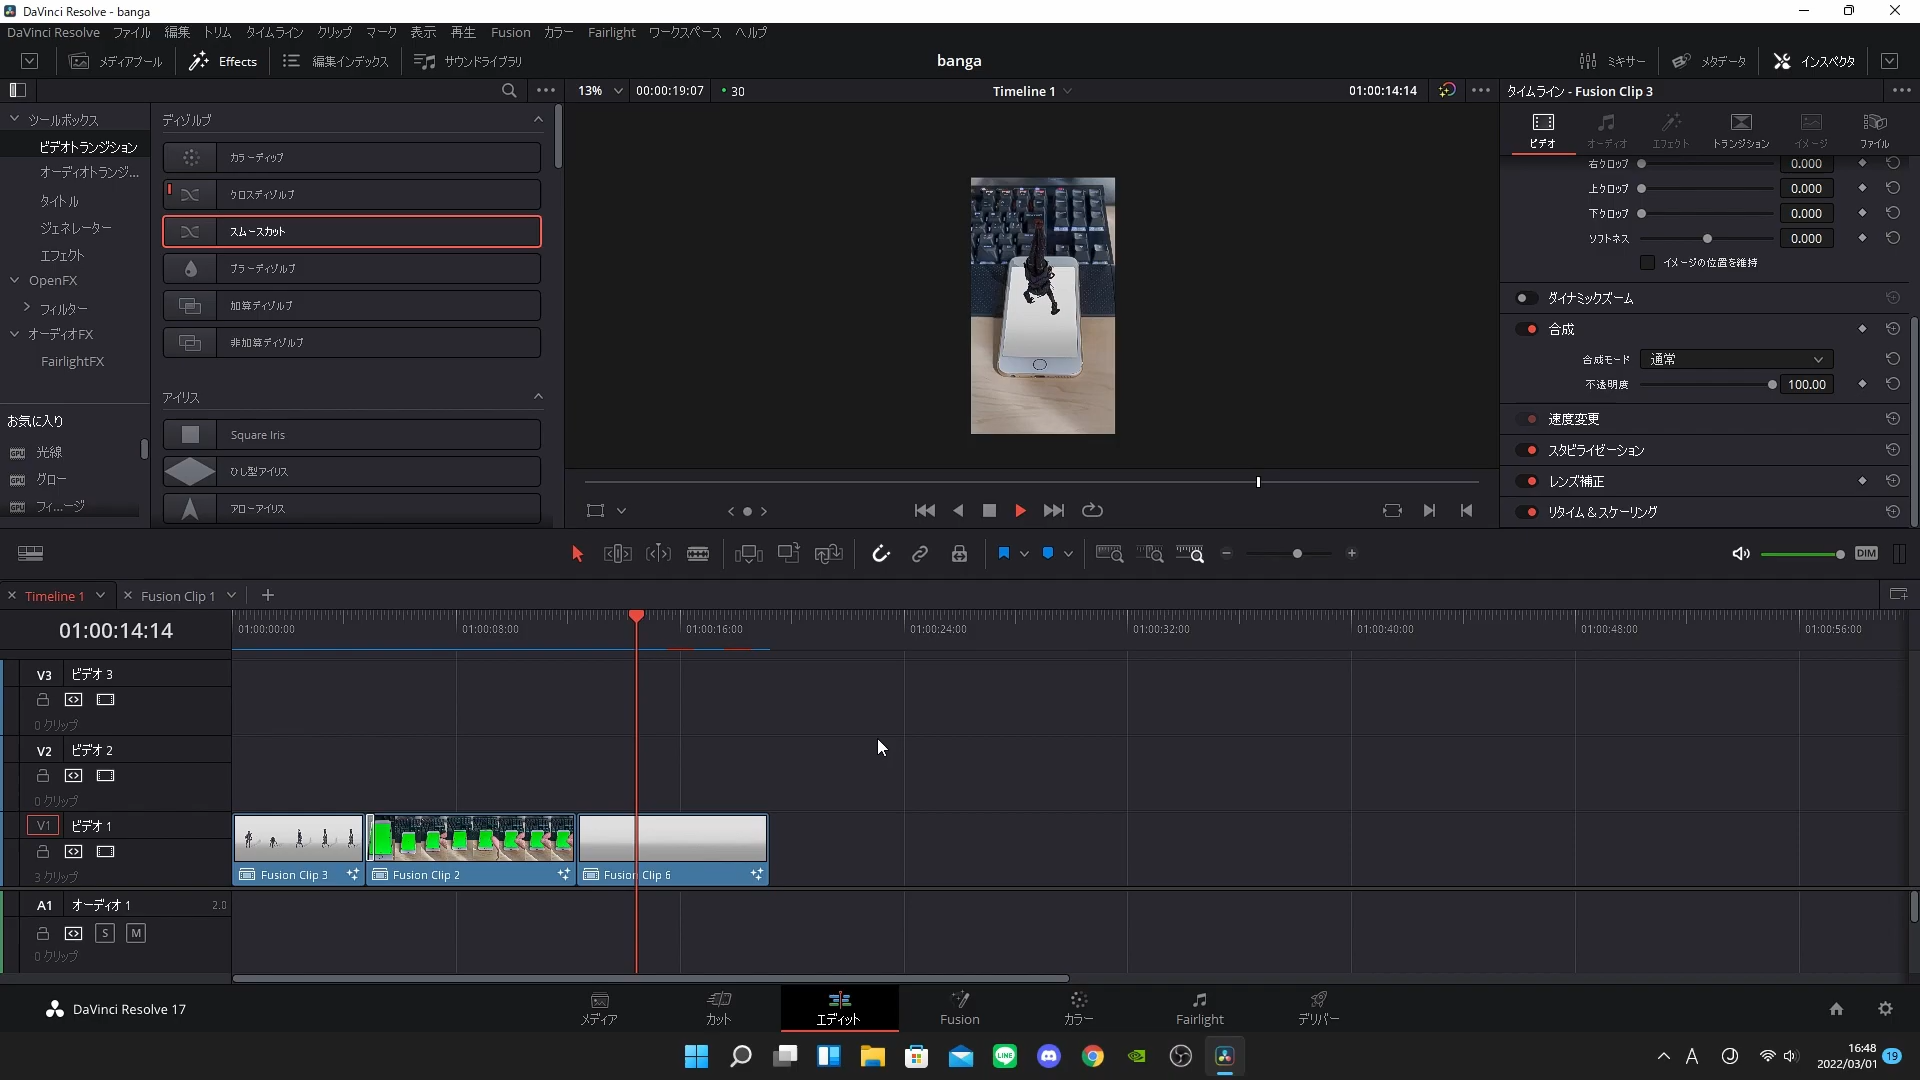 DaVinci Resolve - banga
DaVinci Resolve ファイル 編集 トリム タイムライン クリップ マーク 表示 再生 Fusion カラー Fairlight ワークスペース ヘルプ
メディアプール Effects 編集インデックス サウンドライブラリ banga ミキサー メタデータ インスペクタ
13% 00:00:19:07 30 Timeline 1 01:00:14:14 タイムライン - Fusion Clip 3
ツールボックス
ビデオトランジション
オーディオトランジ...
タイトル
ジェネレーター
エフェクト
OpenFX
フィルター
オーディオFX
FairlightFX
お気に入り
光線
グロー
フィ...ージ
ディゾルブ
カラーディップ
クロスディゾルブ
スムースカット
ブラーディゾルブ
加算ディゾルブ
非加算ディゾルブ
アイリス
Square Iris
ひし型アイリス
アローアイリス
ビデオ オーディオ エフェクト トランジション イメージ ファイル
右クロップ 0.000
上クロップ 0.000
下クロップ 0.000
ソフトネス 0.000
イメージの位置を維持
ダイナミックズーム
合成
合成モード 通常
不透明度 100.00
速度変更
スタビライゼーション
レンズ補正
リタイム＆スケーリング
DIM
Timeline 1 Fusion Clip 1
01:00:14:14
01:00:00:00 01:00:08:00 01:00:16:00 01:00:24:00 01:00:32:00 01:00:40:00 01:00:48:00 01:00:56:00
V3 ビデオ 3
0 クリップ
V2 ビデオ 2
0 クリップ
V1 ビデオ 1
3 クリップ
Fusion Clip 3 Fusion Clip 2 Fusion Clip 6
A1 オーディオ 1 2.0
S M
0 クリップ
DaVinci Resolve 17
メディア カット エディット Fusion カラー Fairlight デリバー
LINE
A
16:48
2022/03/01
19